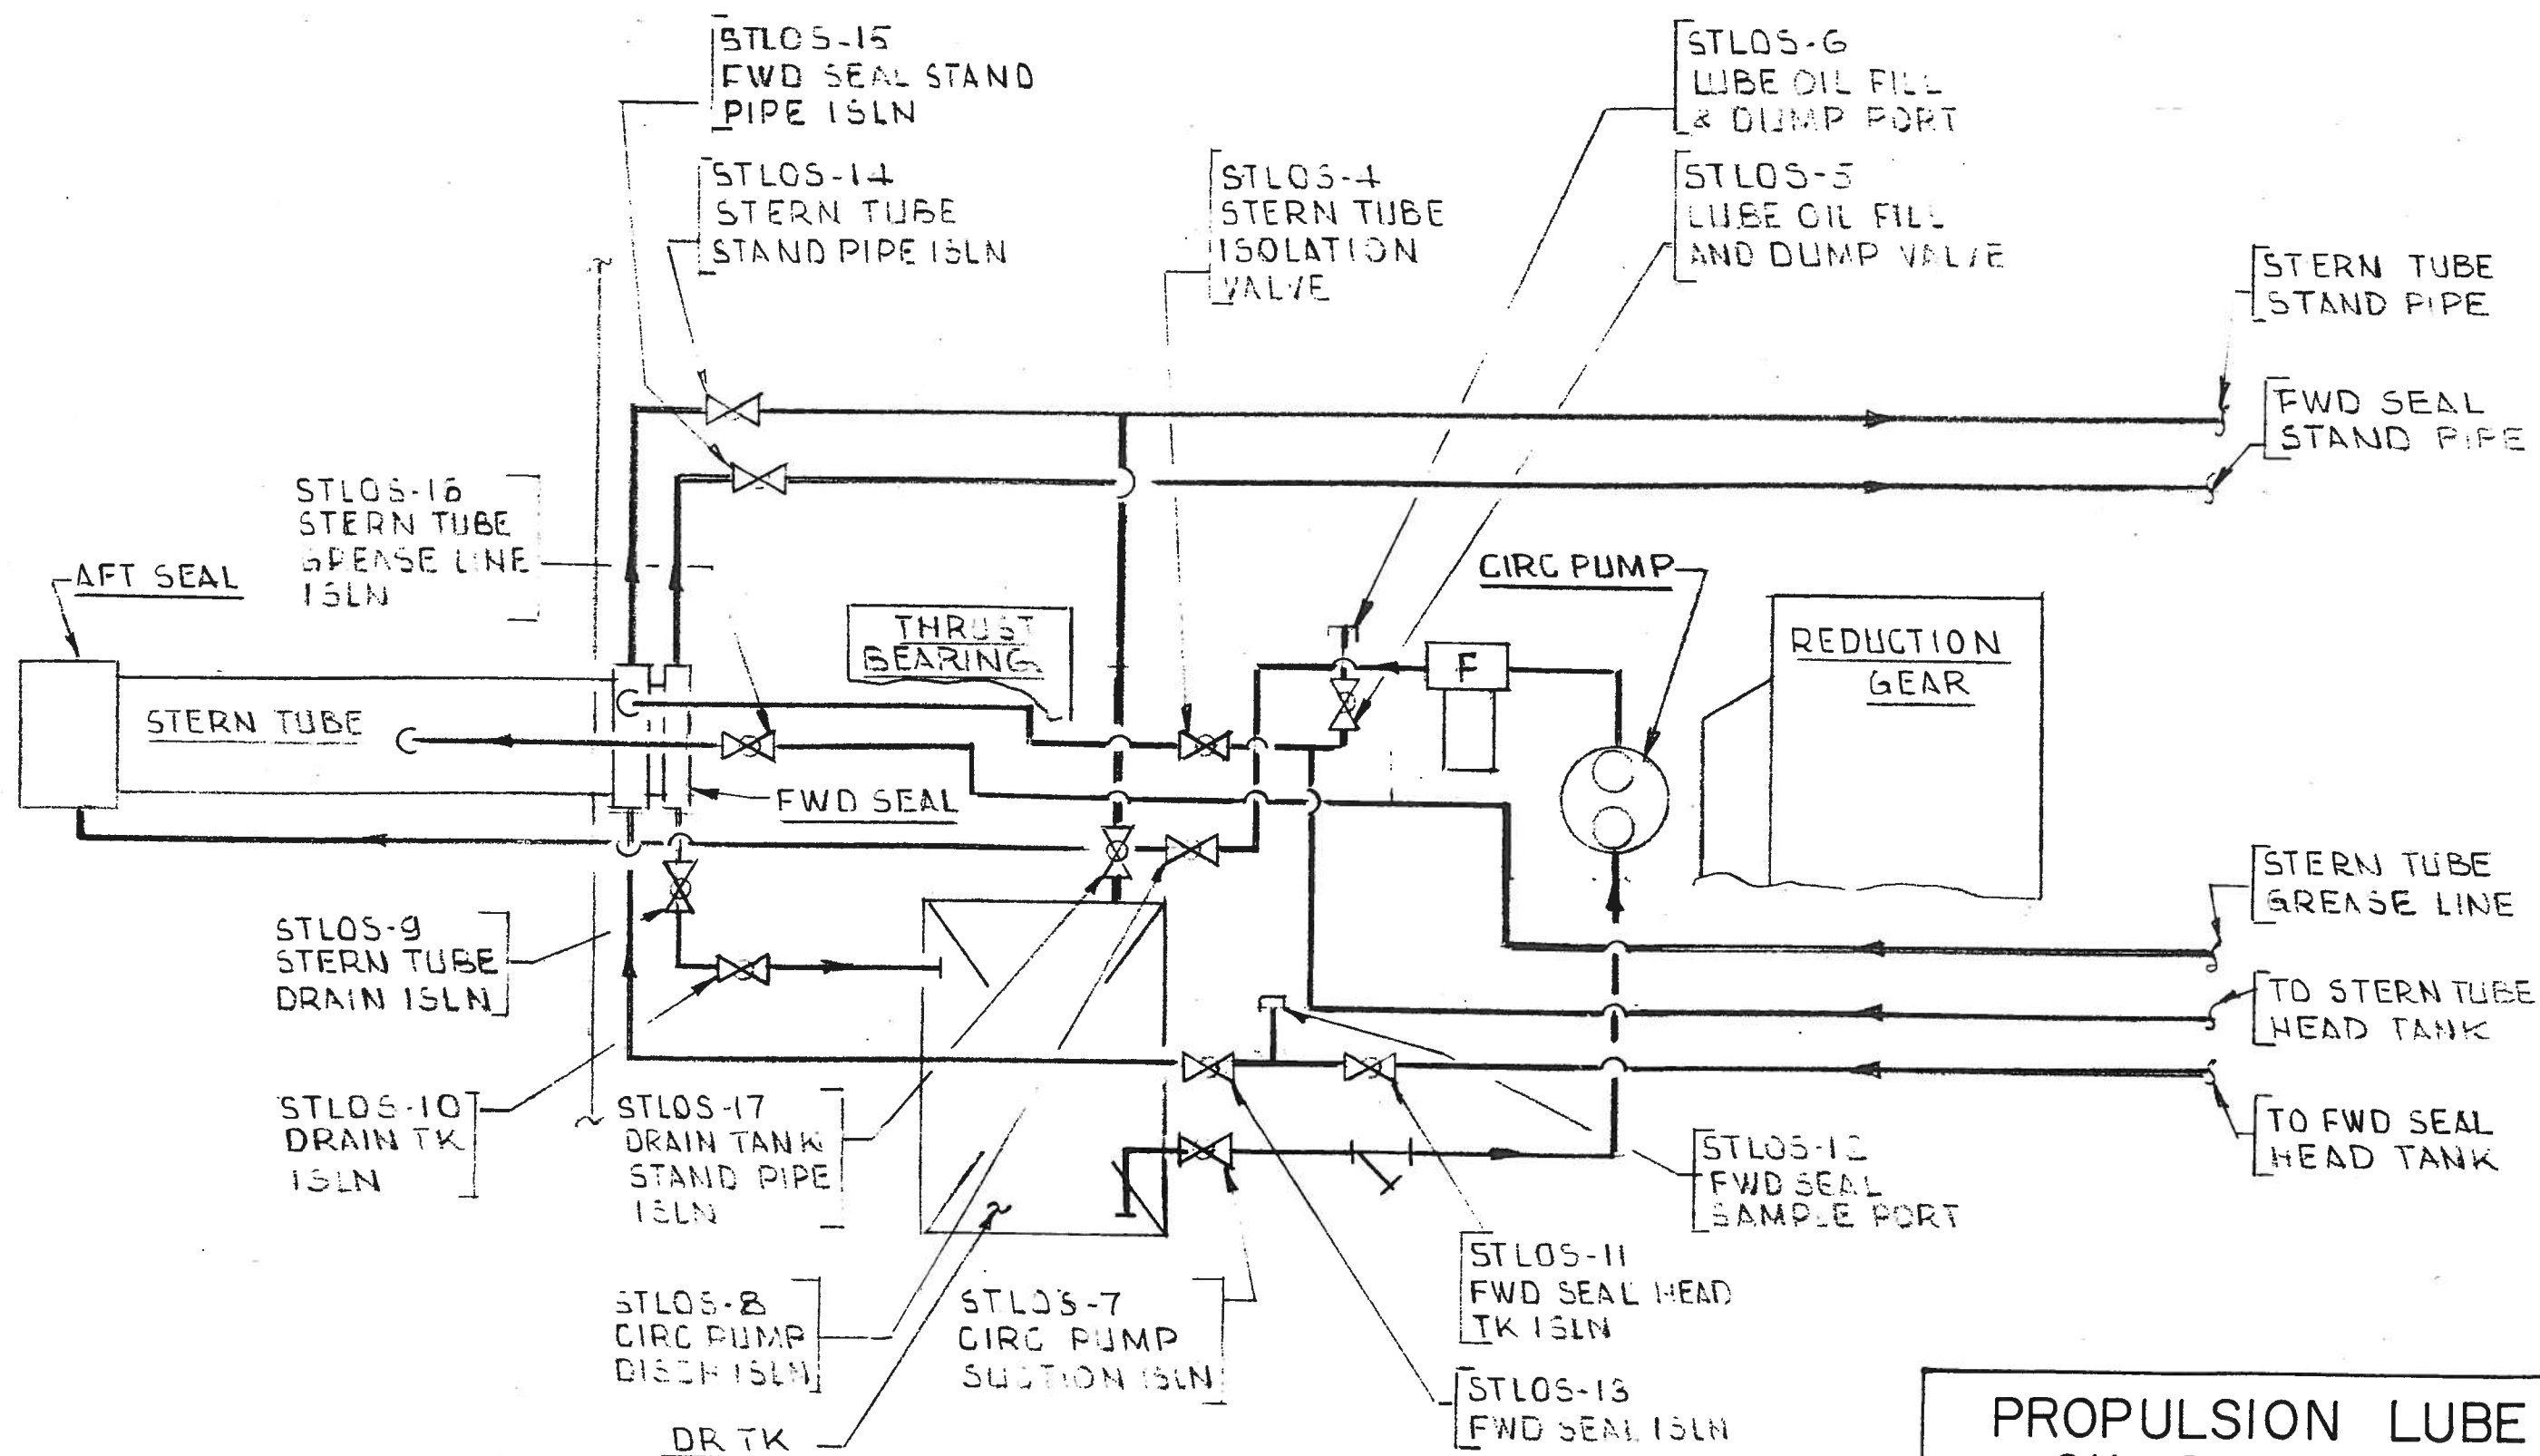 STLOS-15
FWD SEAL STAND
PIPE ISLN
STLOS-14
STERN TUBE
STAND PIPE ISLN
STLOS-4
STERN TUBE
ISOLATION
VALVE
STLOS-6
LUBE OIL FILL
& DUMP PORT
STLOS-5
LUBE OIL FILL
AND DUMP VALVE
STERN TUBE
STAND PIPE
FWD SEAL
STAND PIPE
STLOS-16
STERN TUBE
GREASE LINE
ISLN
AFT SEAL
THRUST
BEARING
CIRC PUMP
F
REDUCTION
GEAR
STERN TUBE
FWD SEAL
STERN TUBE
GREASE LINE
STLOS-9
STERN TUBE
DRAIN ISLN
TO STERN TUBE
HEAD TANK
STLOS-10
DRAIN TK
ISLN
STLOS-17
DRAIN TANK
STAND PIPE
ISLN
STLOS-12
FWD SEAL
SAMPLE PORT
TO FWD SEAL
HEAD TANK
STLOS-8
CIRC PUMP
DISCH ISLN
STLOS-7
CIRC PUMP
SUCTION ISLN
STLOS-11
FWD SEAL HEAD
TK ISLN
STLOS-13
FWD SEAL ISLN
DR TK
PROPULSION LUBE